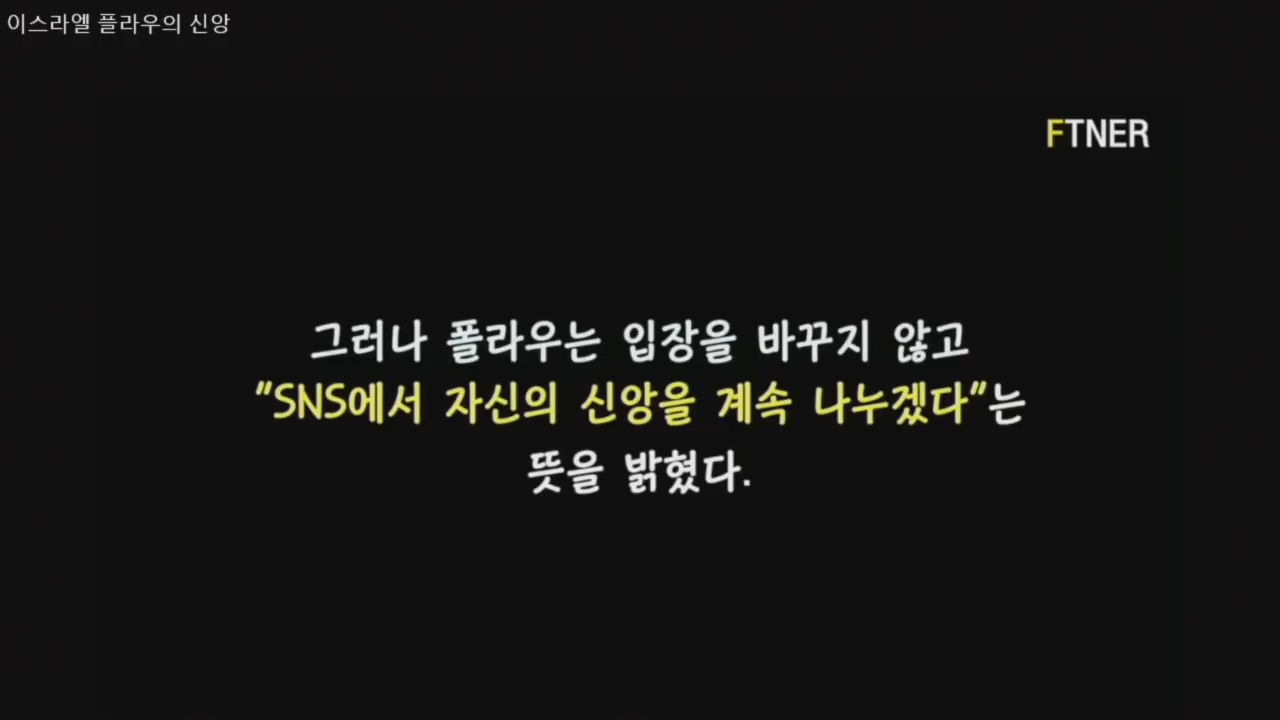 이스라엘 플라우의 신앙
FTNER
그러나 폴라우는 입장을 바꾸지 않고
"SNS에서 자신의 신앙을 계속 나누겠다"는
뜻을 밝혔다.